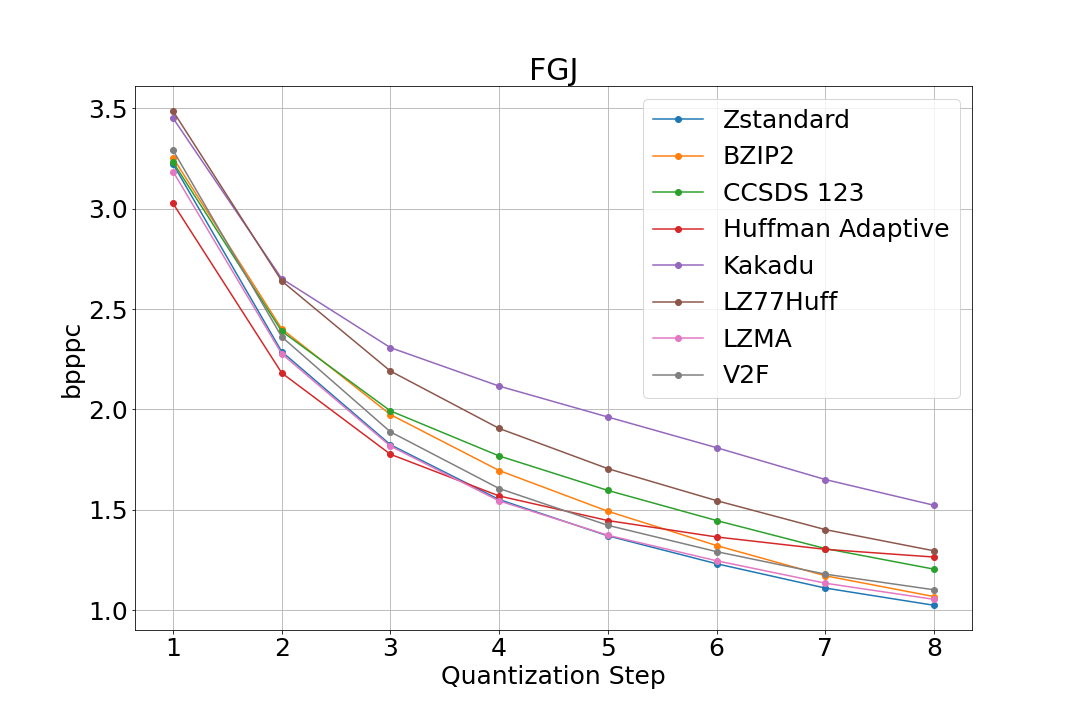 FGJ
3.5
3.0
2.5
2.0
1.5
1.0
bpppc
Zstandard
BZIP2
CCSDS 123
Huffman Adaptive
Kakadu
LZ77Huff
LZMA
V2F
1 2 3 4 5 6 7 8
Quantization Step